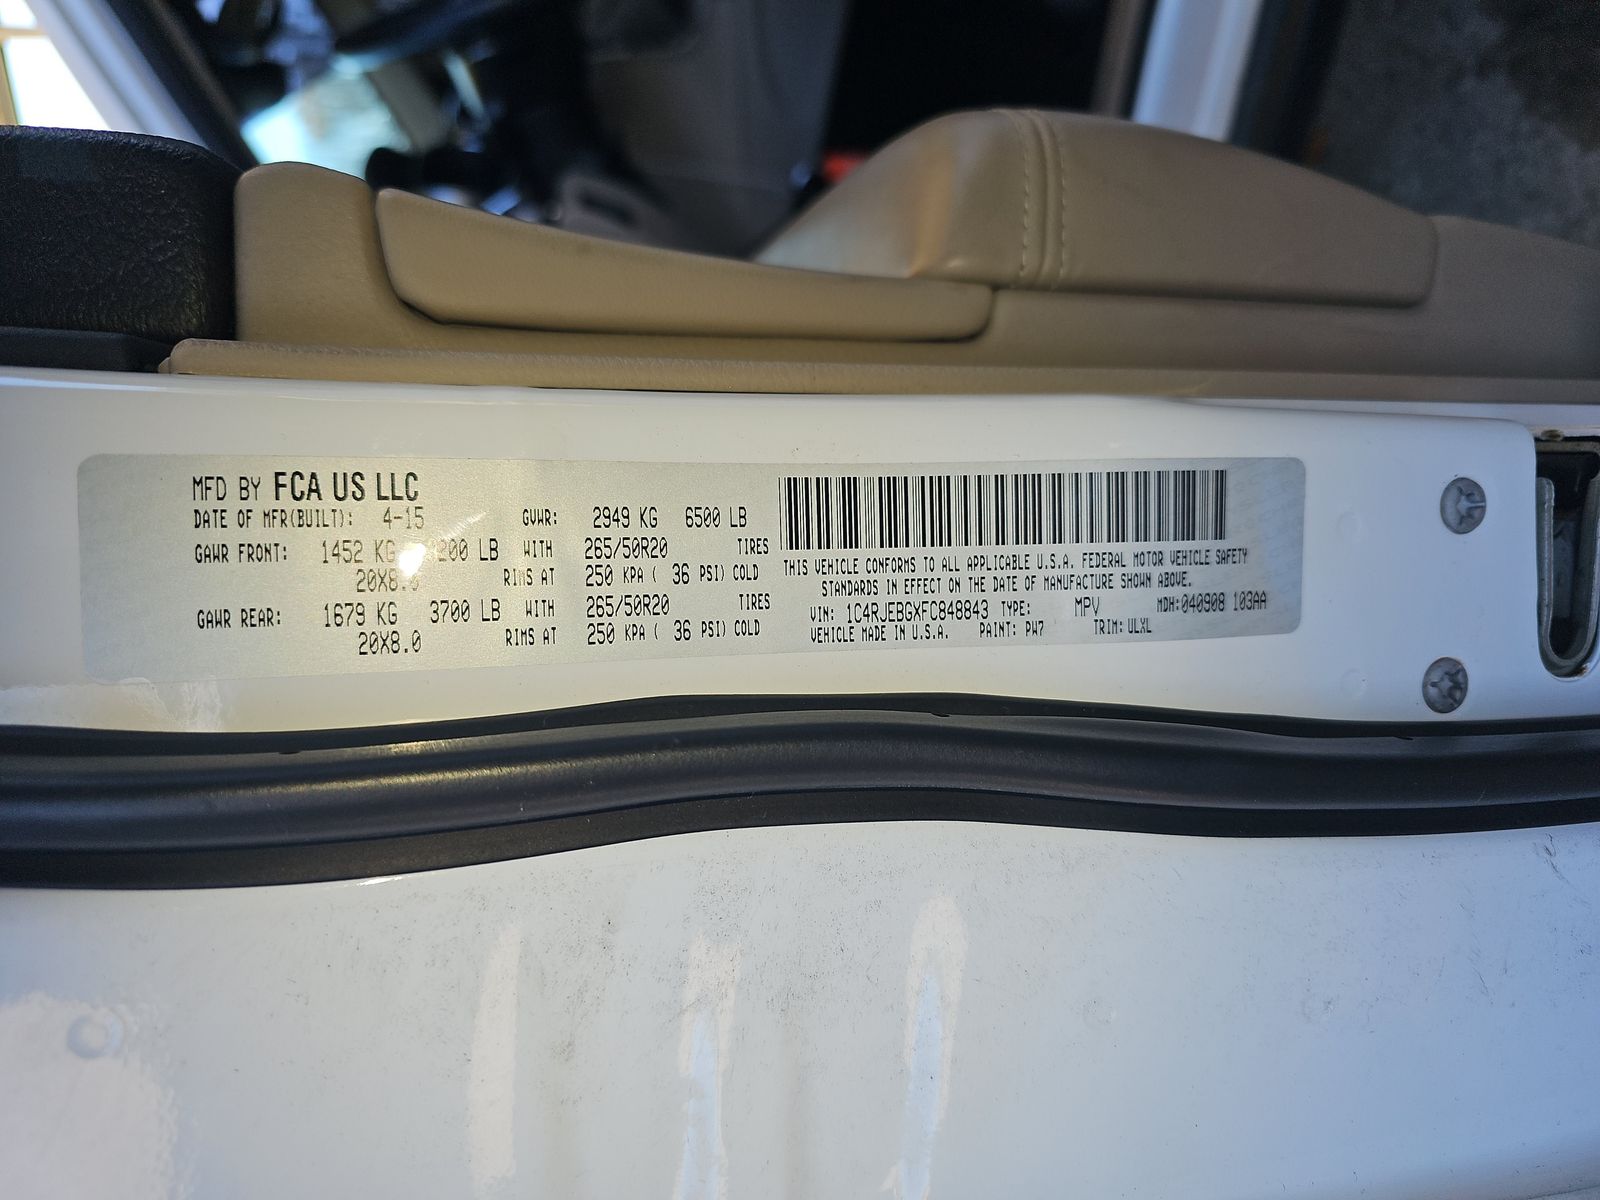 MFD BY FCA US LLC
DATE OF MFR(BUILT): 4-15 GVWR: 2949 KG 6500 LB
GAWR FRONT: 1452 KG LB WITH 265/50R20 TIRES
20X8.0 RIMS AT 250 KPA ( 36 PSI) COLD
GAWR REAR: 1679 KG 3700 LB WITH 265/50R20 TIRES
20X8.0 RIMS AT 250 KPA ( 36 PSI) COLD
THIS VEHICLE CONFORMS TO ALL APPLICABLE U.S.A. FEDERAL MOTOR VEHICLE SAFETY
STANDARDS IN EFFECT ON THE DATE OF MANUFACTURE SHOWN ABOVE.
VIN: 1C4RJEBGXFC848843 TYPE: MPV MDH:040908 103AA
VEHICLE MADE IN U.S.A. PAINT: PW7 TRIM: ULXL